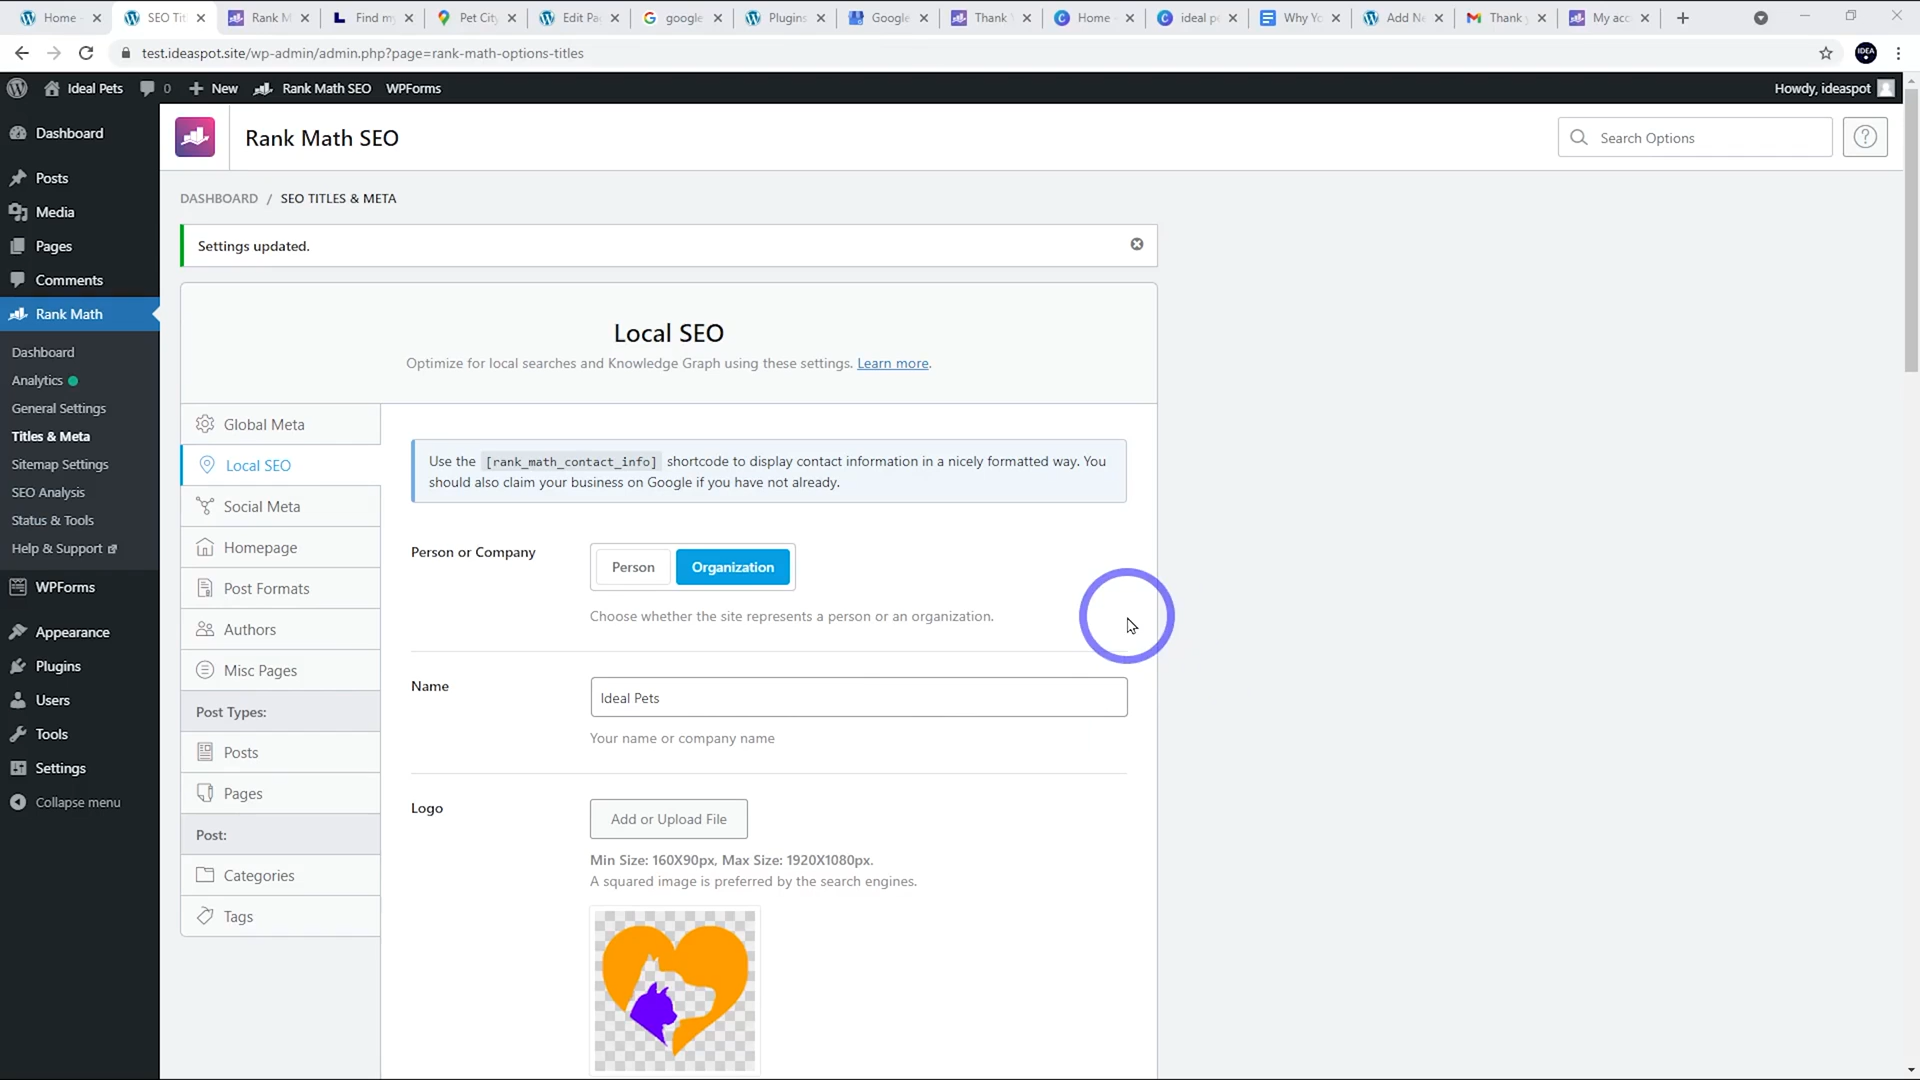 Home -
SEO Tit
Rank M
Find my
Pet City
Edit Pa
google
Plugins
Google
Thank
Home -
ideal pe
Why Yo
Add Ne
Thank
My acc
test.ideaspot.site/wp-admin/admin.php?page=rank-math-options-titles
IDEA
Ideal Pets
0
New
Rank Math SEO
WPForms
Howdy, ideaspot
Dashboard
Posts
Media
Pages
Comments
Rank Math
Dashboard
Analytics
General Settings
Titles & Meta
Sitemap Settings
SEO Analysis
Status & Tools
Help & Support
WPForms
Appearance
Plugins
Users
Tools
Settings
Collapse menu
Rank Math SEO
Search Options
DASHBOARD / SEO TITLES & META
Settings updated.
Local SEO
Optimize for local searches and Knowledge Graph using these settings. Learn more.
Global Meta
Local SEO
Social Meta
Homepage
Post Formats
Authors
Misc Pages
Post Types:
Posts
Pages
Post:
Categories
Tags
Use the [rank_math_contact_info] shortcode to display contact information in a nicely formatted way. You
should also claim your business on Google if you have not already.
Person or Company
Person
Organization
Choose whether the site represents a person or an organization.
Name
Ideal Pets
Your name or company name
Logo
Add or Upload File
Min Size: 160X90px, Max Size: 1920X1080px.
A squared image is preferred by the search engines.